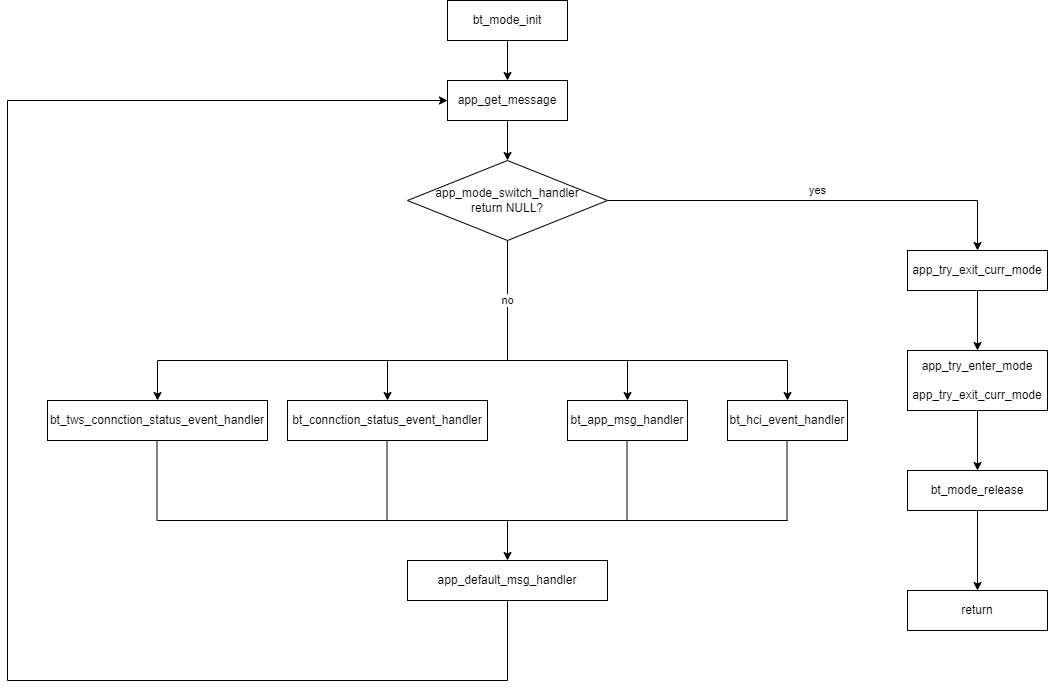 bt_mode_init
app_get_message
app_mode_switch_handler
return NULL?
yes
app_try_exit_curr_mode
no
app_try_enter_mode
app_try_exit_curr_mode
bt_tws_connction_status_event_handler
bt_connction_status_event_handler
bt_app_msg_handler
bt_hci_event_handler
bt_mode_release
app_default_msg_handler
return